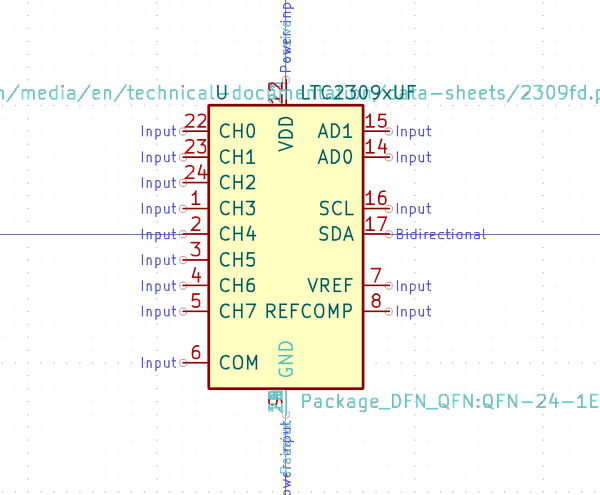 Power inp
n/media/en/technical-documentation/data-sheets/2309fd.p
U LTC2309xUF
VDD
Input 22 CH0 AD1 15 Input
Input 23 CH1 AD0 14 Input
Input 24 CH2
Input 1 CH3 SCL 16 Input
Input 2 CH4 SDA 17 Bidirectional
Input 3 CH5
Input 4 CH6 VREF 7 Input
Input 5 CH7 REFCOMP 8 Input
Input 6 COM
GND
Package_DFN_QFN:QFN-24-1E
ower input